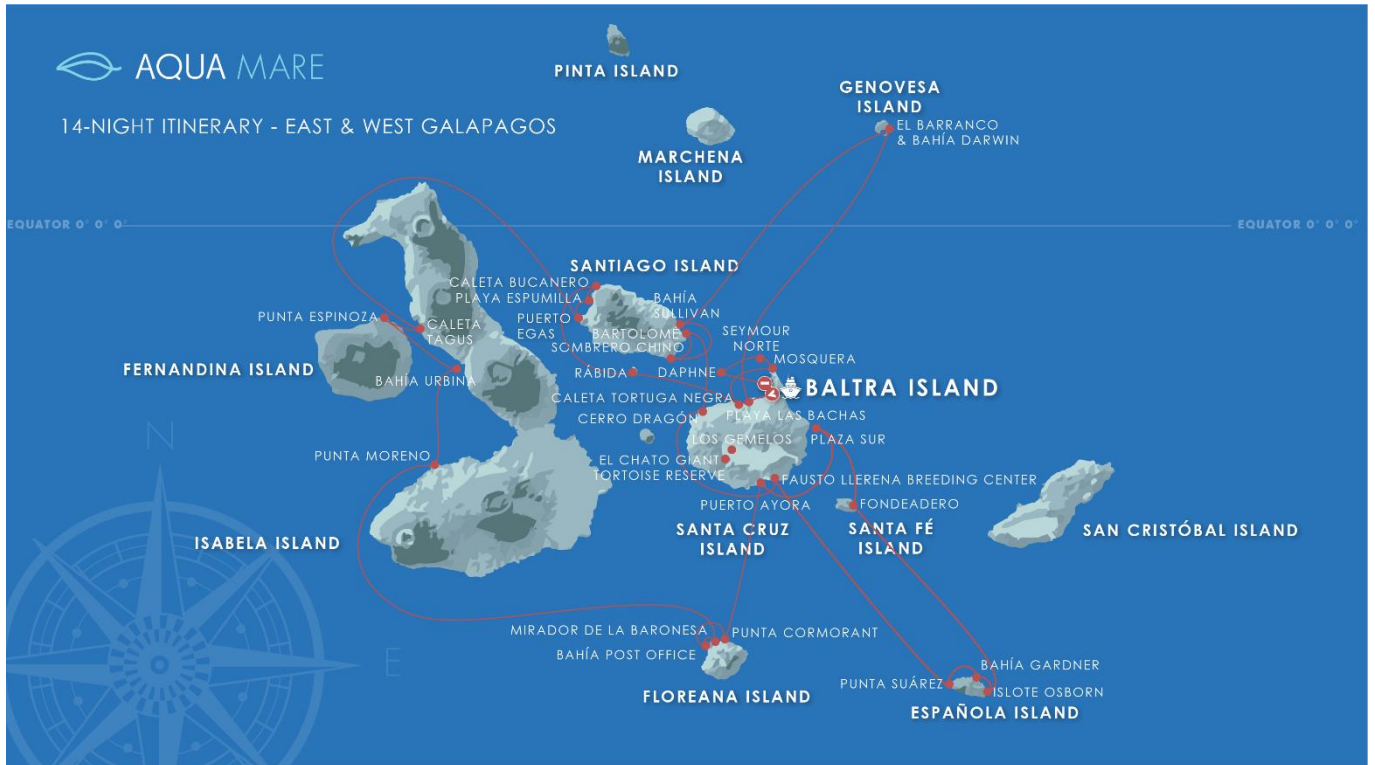 AQUA MARE
14-NIGHT ITINERARY - EAST & WEST GALAPAGOS
PINTA ISLAND
GENOVESA
ISLAND
EL BARRANCO
& BAHÍA DARWIN
MARCHENA
ISLAND
EQUATOR 0° 0° 0°
EQUATOR 0° 0° 0°
SANTIAGO ISLAND
CALETA BUCANERO
PLAYA ESPUMILLA
BAHÍA
SULLIVAN
PUERTO
EGAS
BARTOLOMÉ
SOMBRERO CHINO
SEYMOUR
NORTE
MOSQUERA
PUNTA ESPINOZA
CALETA
TAGUS
FERNANDINA ISLAND
BAHÍA URBINA
RÁBIDA
DAPHNE
BALTRA ISLAND
CALETA TORTUGA NEGRA
PLAYA LAS BACHAS
CERRO DRAGÓN
LOS GEMELOS
PLAZA SUR
PUNTA MORENO
EL CHATO GIANT
TORTOISE RESERVE
FAUSTO LLERENA BREEDING CENTER
PUERTO AYORA
FONDEADERO
SANTA CRUZ
ISLAND
SANTA FÉ
ISLAND
SAN CRISTÓBAL ISLAND
ISABELA ISLAND
N
E
MIRADOR DE LA BARONESA
PUNTA CORMORANT
BAHÍA POST OFFICE
FLOREANA ISLAND
BAHÍA GARDNER
PUNTA SUÁREZ
ISLOTE OSBORN
ESPAÑOLA ISLAND